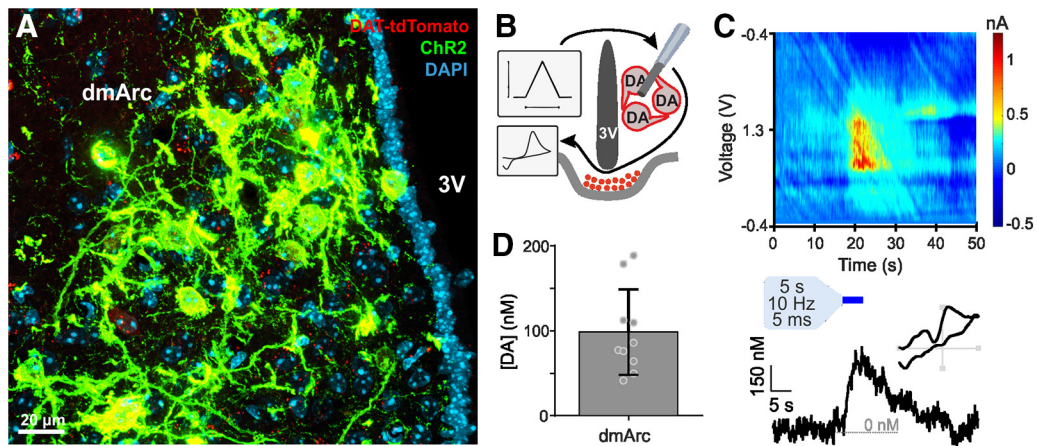 A
DAT-tdTomato
ChR2
DAPI
dmArc
3V
20 µm
B
DA
DA
DA
3V
C
nA
-0.4
1
Voltage (V)
1.3
0.5
0
-0.4
-0.5
0 10 20 30 40 50
Time (s)
D
200
[DA] (nM)
100
0
dmArc
5 s
10 Hz
5 ms
150 nM
5 s
0 nM